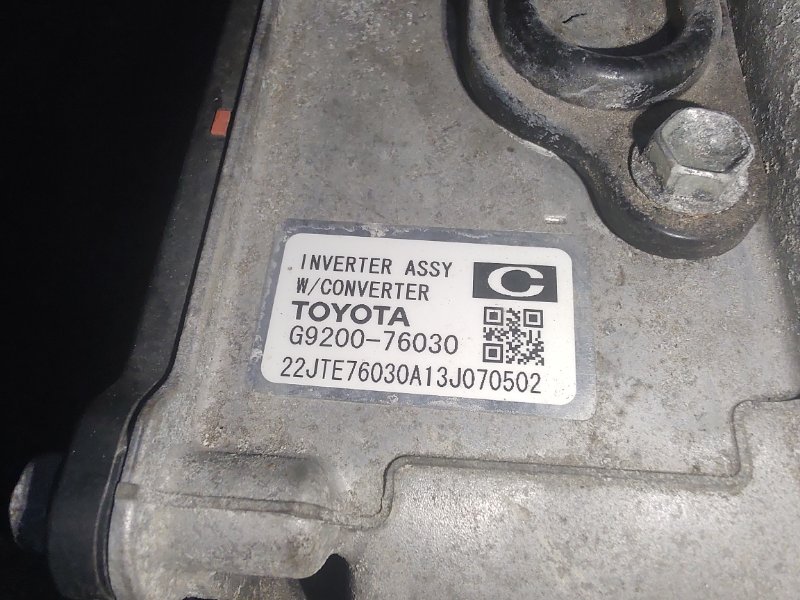 INVERTER ASSY
W/CONVERTER
C
TOYOTA
G9200-76030
22JTE76030A13J070502